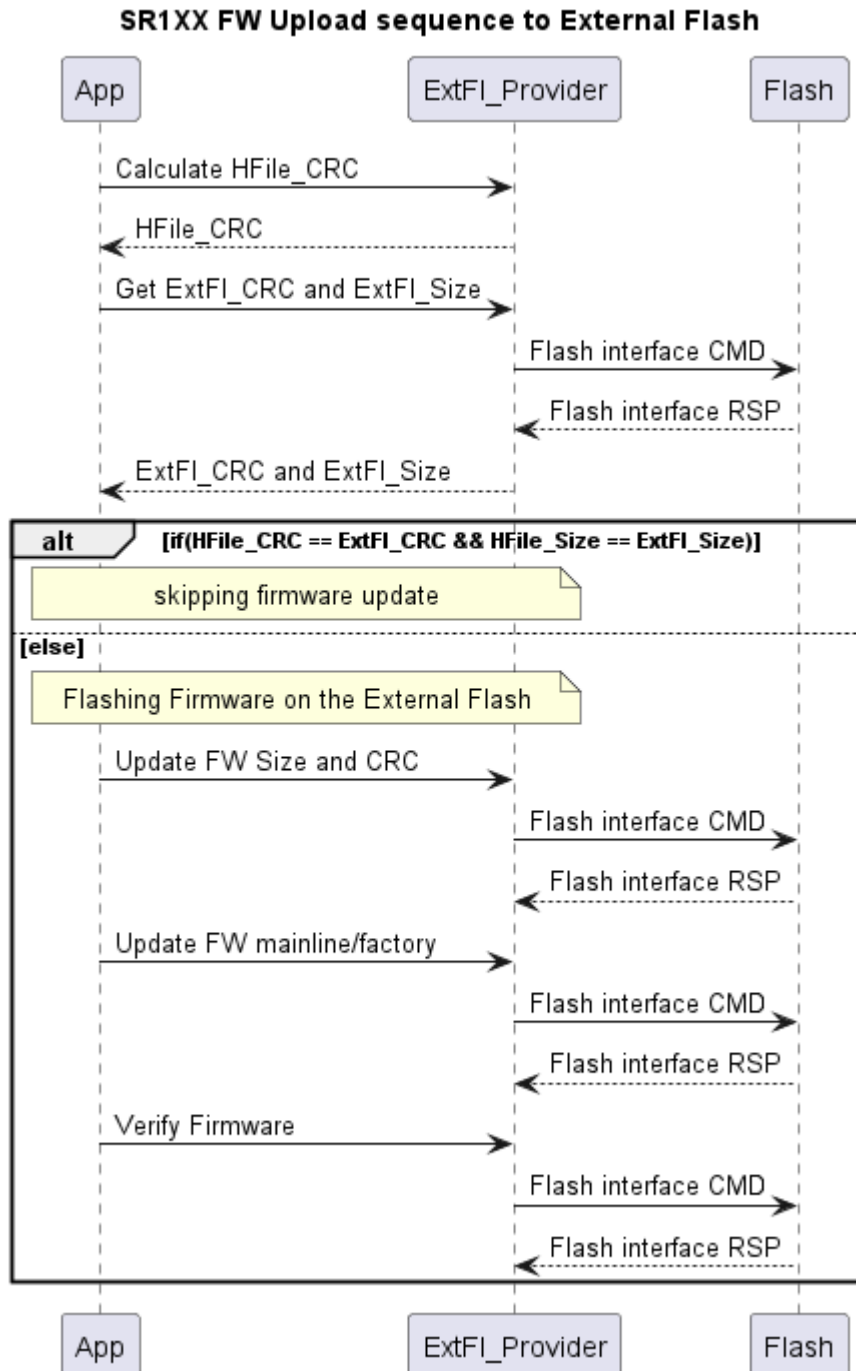 SR1XX FW Upload sequence to External Flash
App
ExtFl_Provider
Flash
Calculate HFile_CRC
HFile_CRC
Get ExtFl_CRC and ExtFl_Size
Flash interface CMD
Flash interface RSP
ExtFl_CRC and ExtFl_Size
alt
[if(HFile_CRC == ExtFl_CRC && HFile_Size == ExtFl_Size)]
skipping firmware update
[else]
Flashing Firmware on the External Flash
Update FW Size and CRC
Flash interface CMD
Flash interface RSP
Update FW mainline/factory
Flash interface CMD
Flash interface RSP
Verify Firmware
Flash interface CMD
Flash interface RSP
App
ExtFl_Provider
Flash